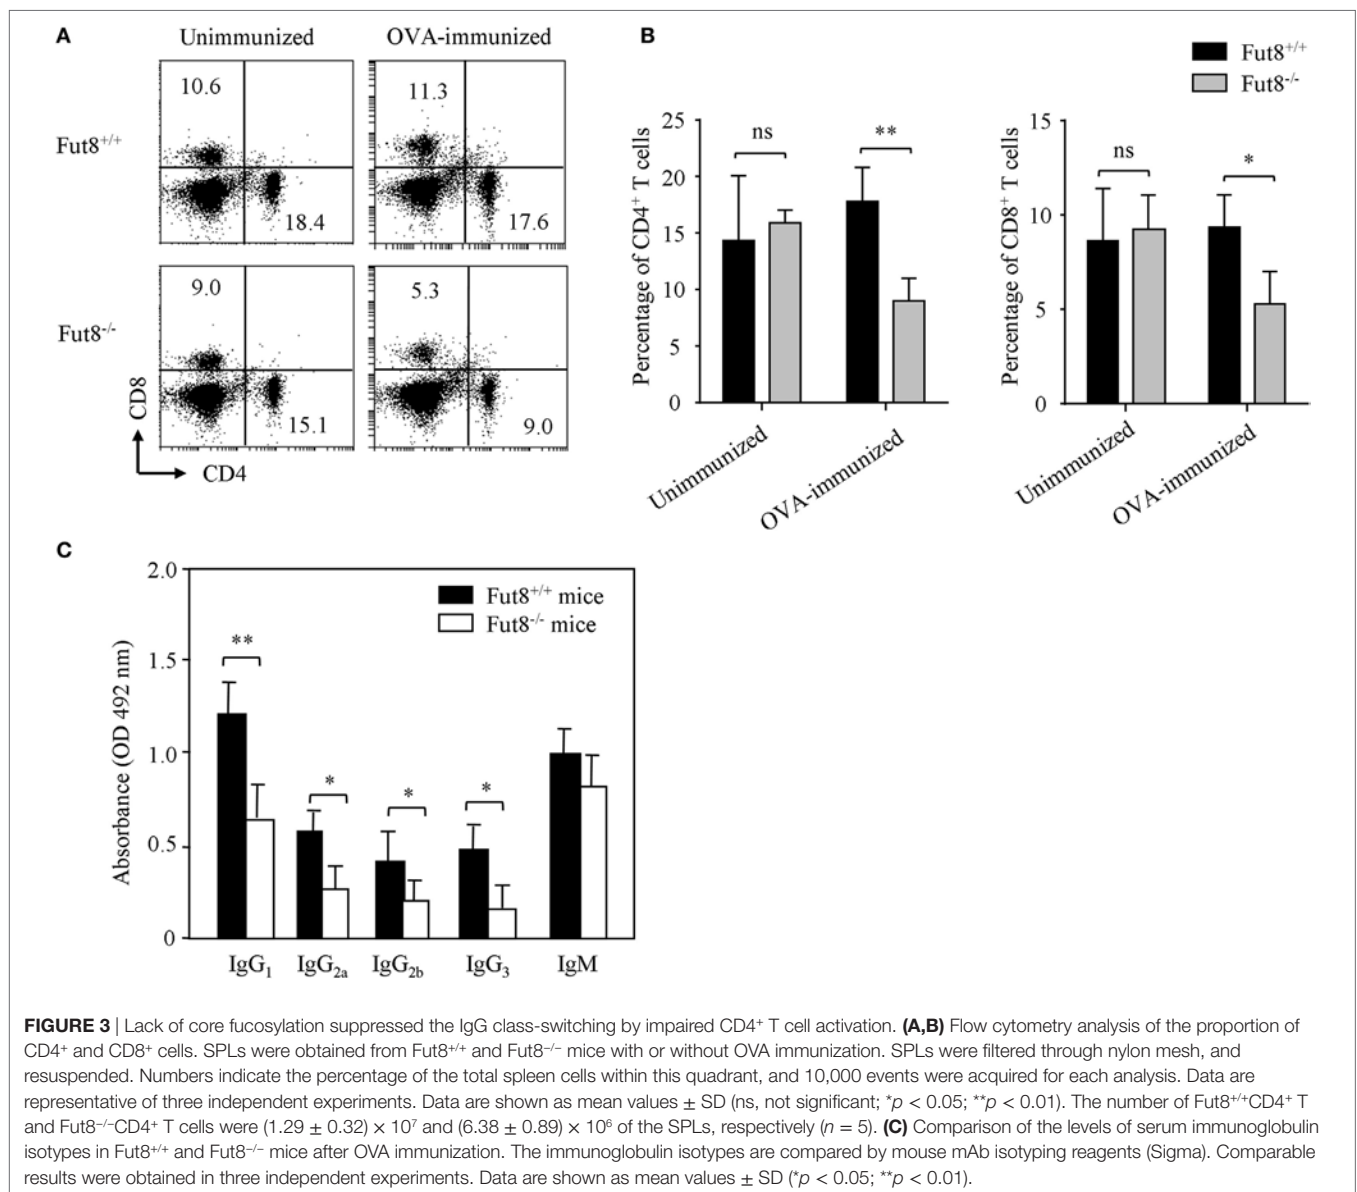 A
Unimmunized
OVA-immunized
Fut8+/+
10.6
18.4
11.3
17.6
Fut8-/-
9.0
15.1
5.3
9.0
CD8
CD4
B
Fut8+/+
Fut8-/-
Percentage of CD4+ T cells
25
20
15
10
5
0
ns
**
Unimmunized
OVA-immunized
Percentage of CD8+ T cells
15
10
5
0
ns
*
Unimmunized
OVA-immunized
C
Absorbance (OD 492 nm)
2.0
1.5
1.0
0.5
0
Fut8+/+ mice
Fut8-/- mice
**
*
*
*
IgG1
IgG2a
IgG2b
IgG3
IgM
FIGURE 3 | Lack of core fucosylation suppressed the IgG class-switching by impaired CD4+ T cell activation. (A,B) Flow cytometry analysis of the proportion of
CD4+ and CD8+ cells. SPLs were obtained from Fut8+/+ and Fut8−/− mice with or without OVA immunization. SPLs were filtered through nylon mesh, and
resuspended. Numbers indicate the percentage of the total spleen cells within this quadrant, and 10,000 events were acquired for each analysis. Data are
representative of three independent experiments. Data are shown as mean values ± SD (ns, not significant; *p < 0.05; **p < 0.01). The number of Fut8+/+CD4+ T
and Fut8−/−CD4+ T cells were (1.29 ± 0.32) × 10⁷ and (6.38 ± 0.89) × 10⁶ of the SPLs, respectively (n = 5). (C) Comparison of the levels of serum immunoglobulin
isotypes in Fut8+/+ and Fut8−/− mice after OVA immunization. The immunoglobulin isotypes are compared by mouse mAb isotyping reagents (Sigma). Comparable
results were obtained in three independent experiments. Data are shown as mean values ± SD (*p < 0.05; **p < 0.01).